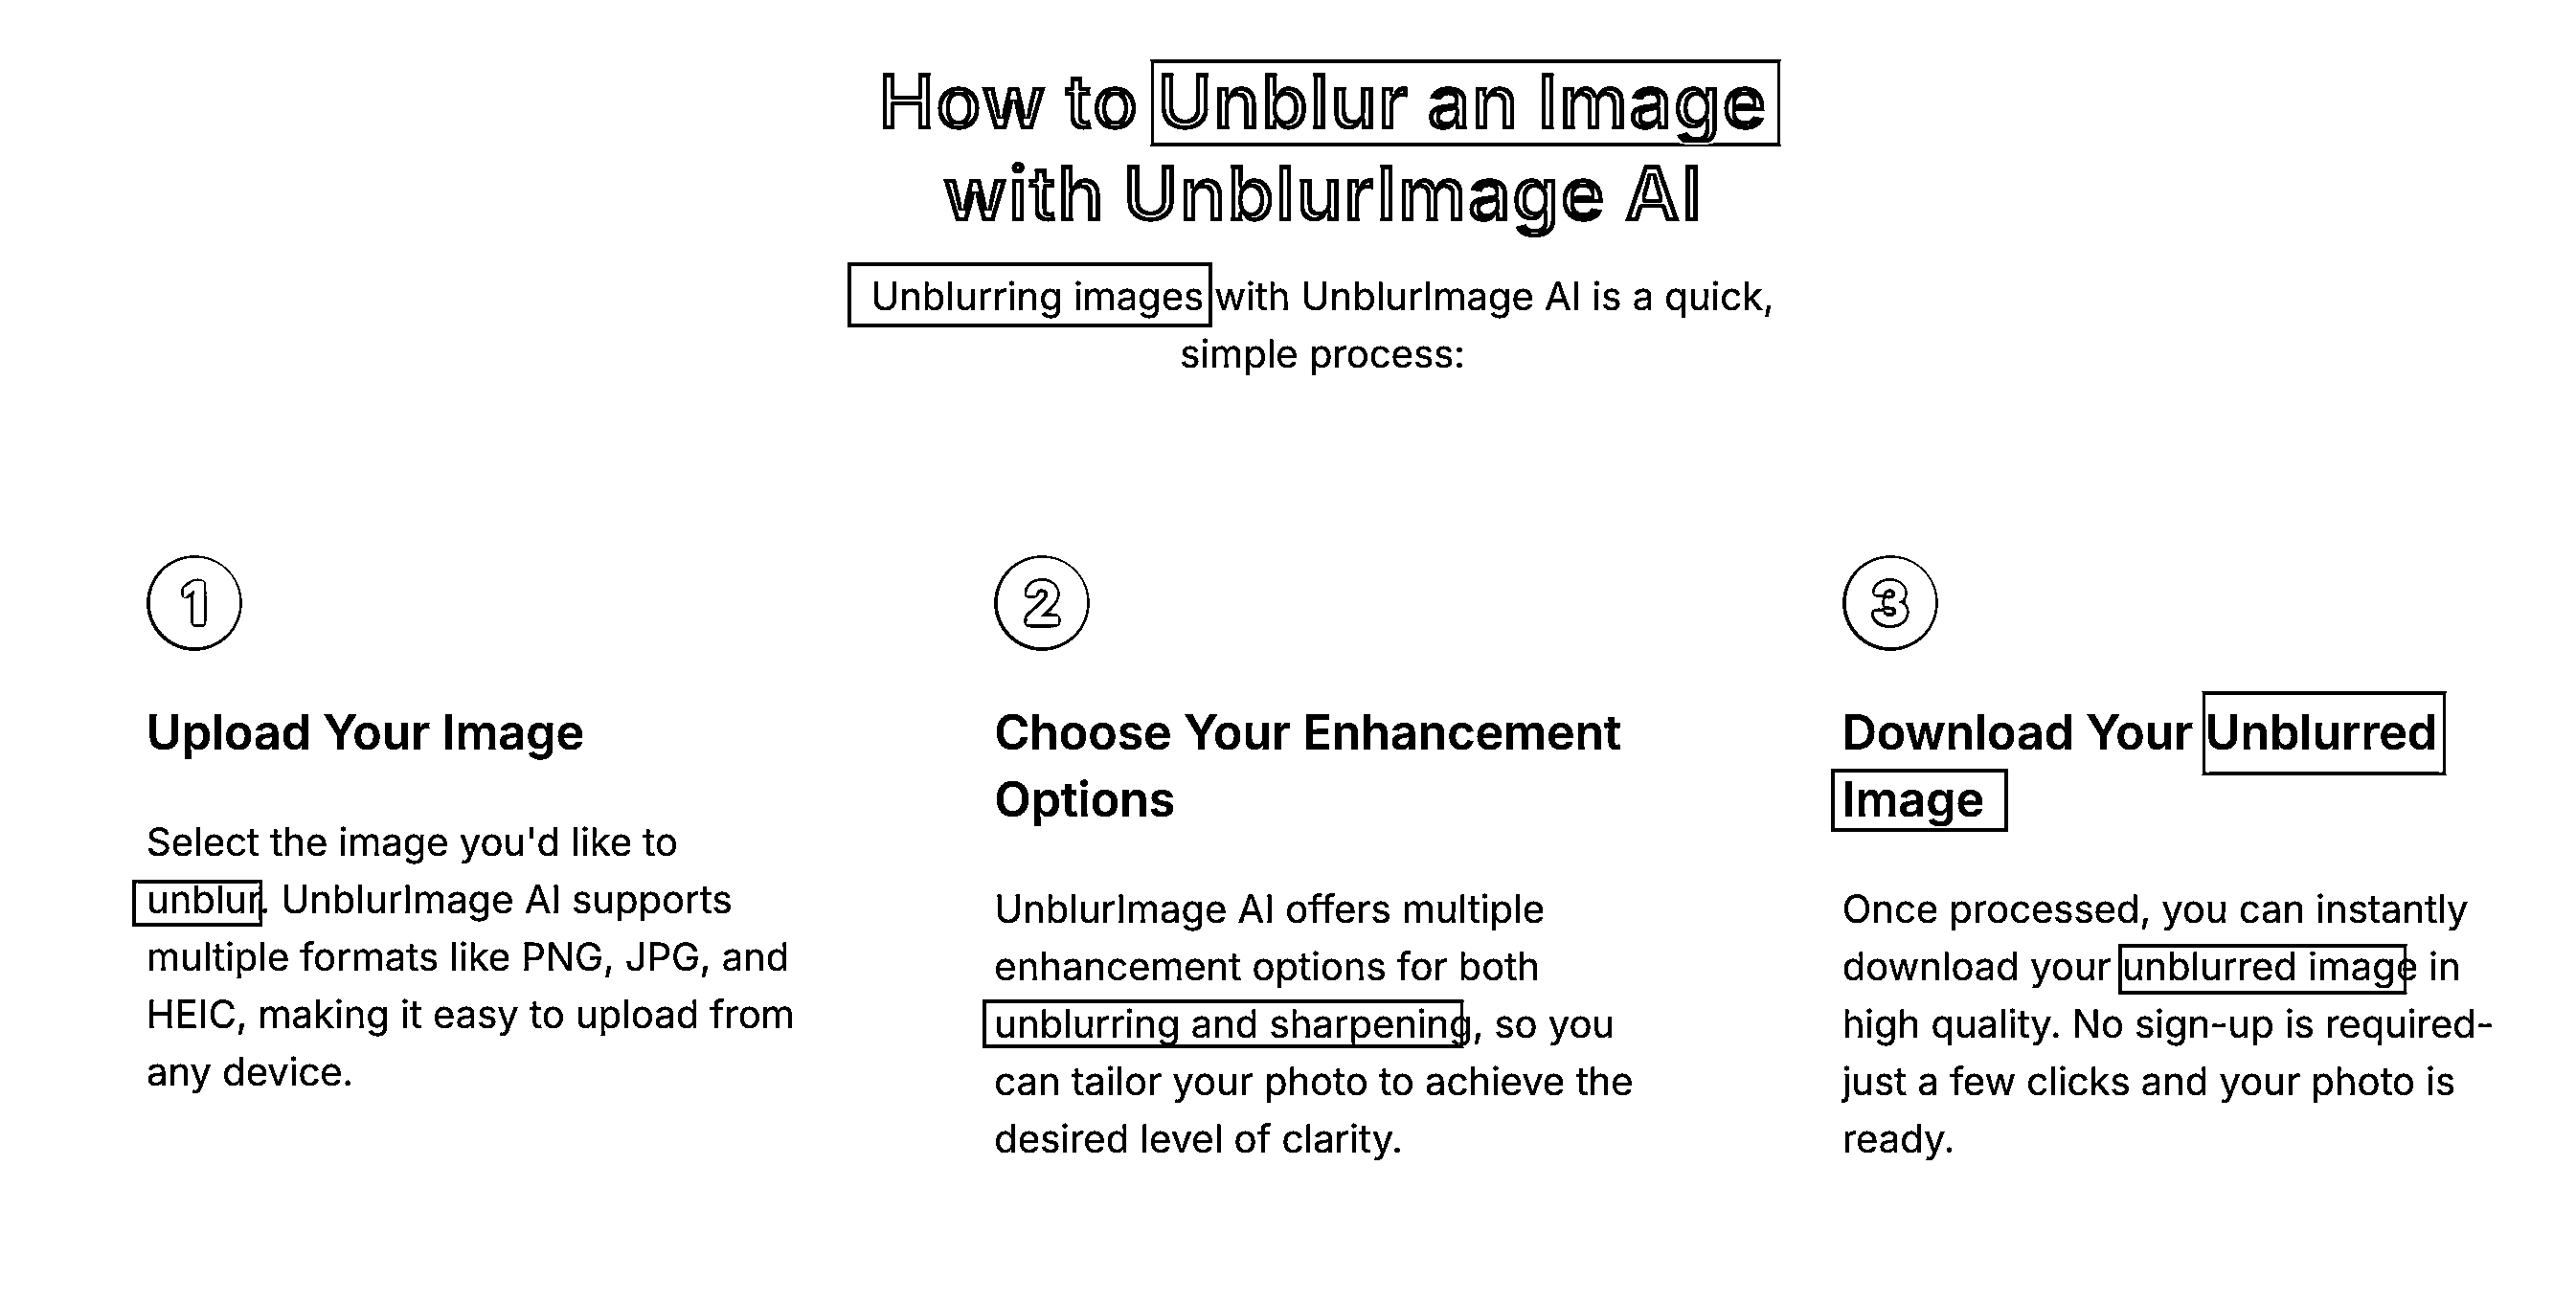 How to Unblur an Image
with UnblurImage AI
Unblurring images with UnblurImage AI is a quick,
simple process:
1
Upload Your Image
Select the image you'd like to
unblur. UnblurImage AI supports
multiple formats like PNG, JPG, and
HEIC, making it easy to upload from
any device.
2
Choose Your Enhancement
Options
UnblurImage AI offers multiple
enhancement options for both
unblurring and sharpening, so you
can tailor your photo to achieve the
desired level of clarity.
3
Download Your Unblurred
Image
Once processed, you can instantly
download your unblurred image in
high quality. No sign-up is required-
just a few clicks and your photo is
ready.